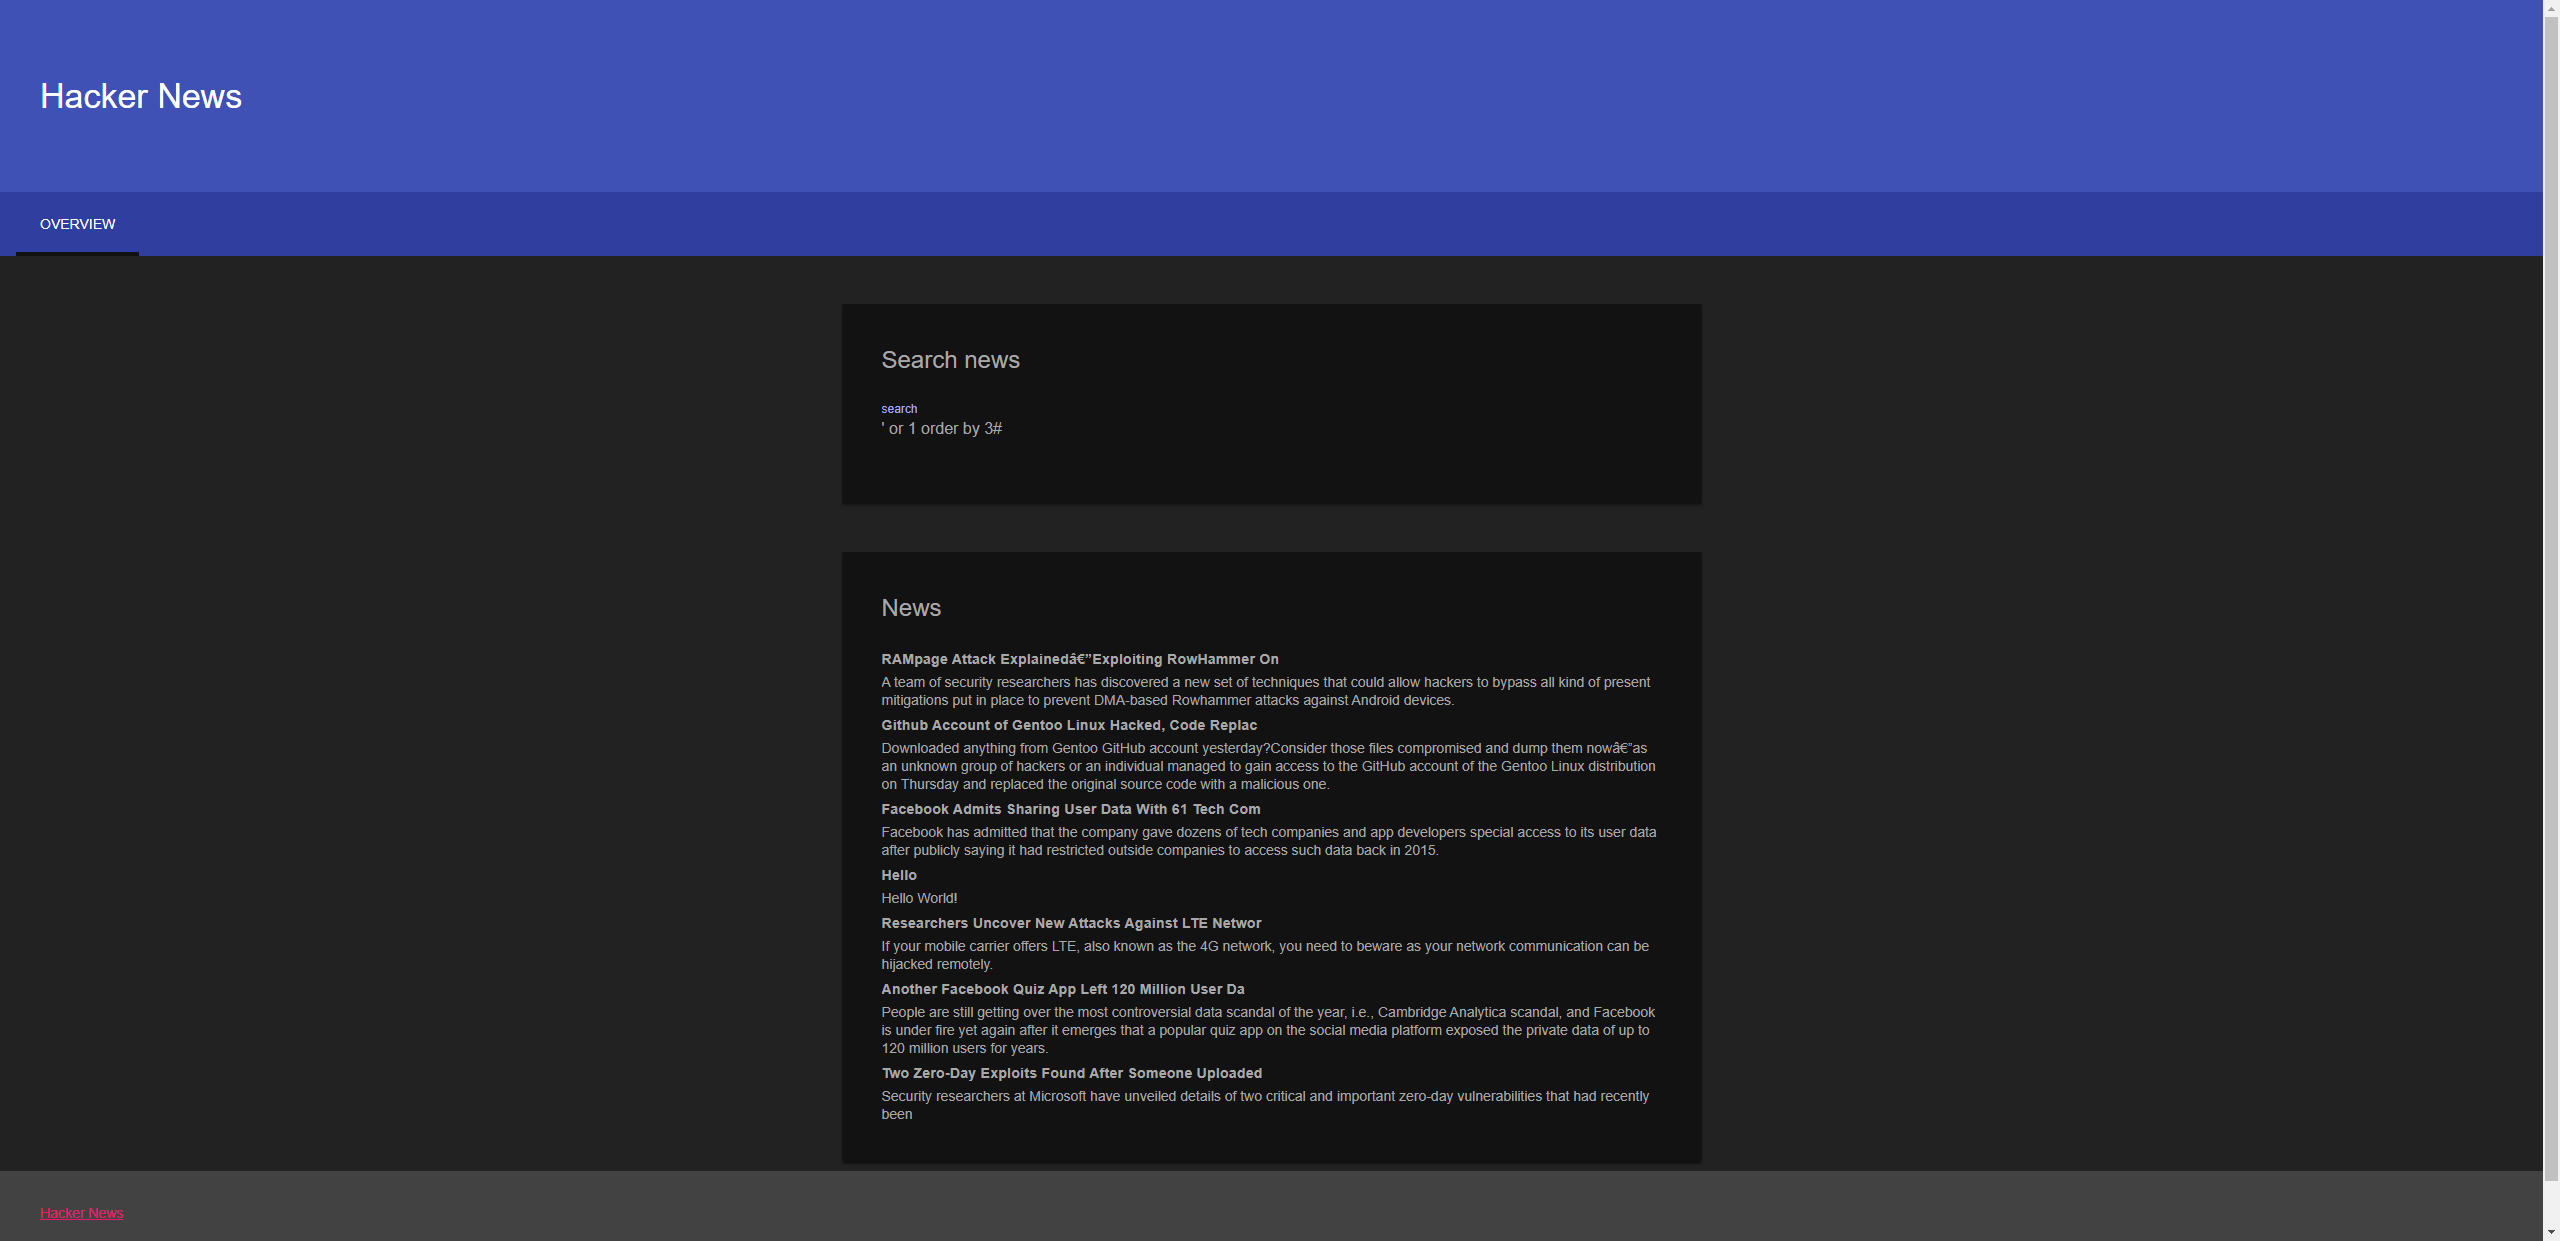 Hacker News
OVERVIEW
Search news
search
' or 1 order by 3#
News
RAMpage Attack Explainedâ€”Exploiting RowHammer On
A team of security researchers has discovered a new set of techniques that could allow hackers to bypass all kind of present
mitigations put in place to prevent DMA-based Rowhammer attacks against Android devices.
Github Account of Gentoo Linux Hacked, Code Replac
Downloaded anything from Gentoo GitHub account yesterday?Consider those files compromised and dump them nowâ€”as
an unknown group of hackers or an individual managed to gain access to the GitHub account of the Gentoo Linux distribution
on Thursday and replaced the original source code with a malicious one.
Facebook Admits Sharing User Data With 61 Tech Com
Facebook has admitted that the company gave dozens of tech companies and app developers special access to its user data
after publicly saying it had restricted outside companies to access such data back in 2015.
Hello
Hello World!
Researchers Uncover New Attacks Against LTE Networ
If your mobile carrier offers LTE, also known as the 4G network, you need to beware as your network communication can be
hijacked remotely.
Another Facebook Quiz App Left 120 Million User Da
People are still getting over the most controversial data scandal of the year, i.e., Cambridge Analytica scandal, and Facebook
is under fire yet again after it emerges that a popular quiz app on the social media platform exposed the private data of up to
120 million users for years.
Two Zero-Day Exploits Found After Someone Uploaded
Security researchers at Microsoft have unveiled details of two critical and important zero-day vulnerabilities that had recently
been
Hacker News